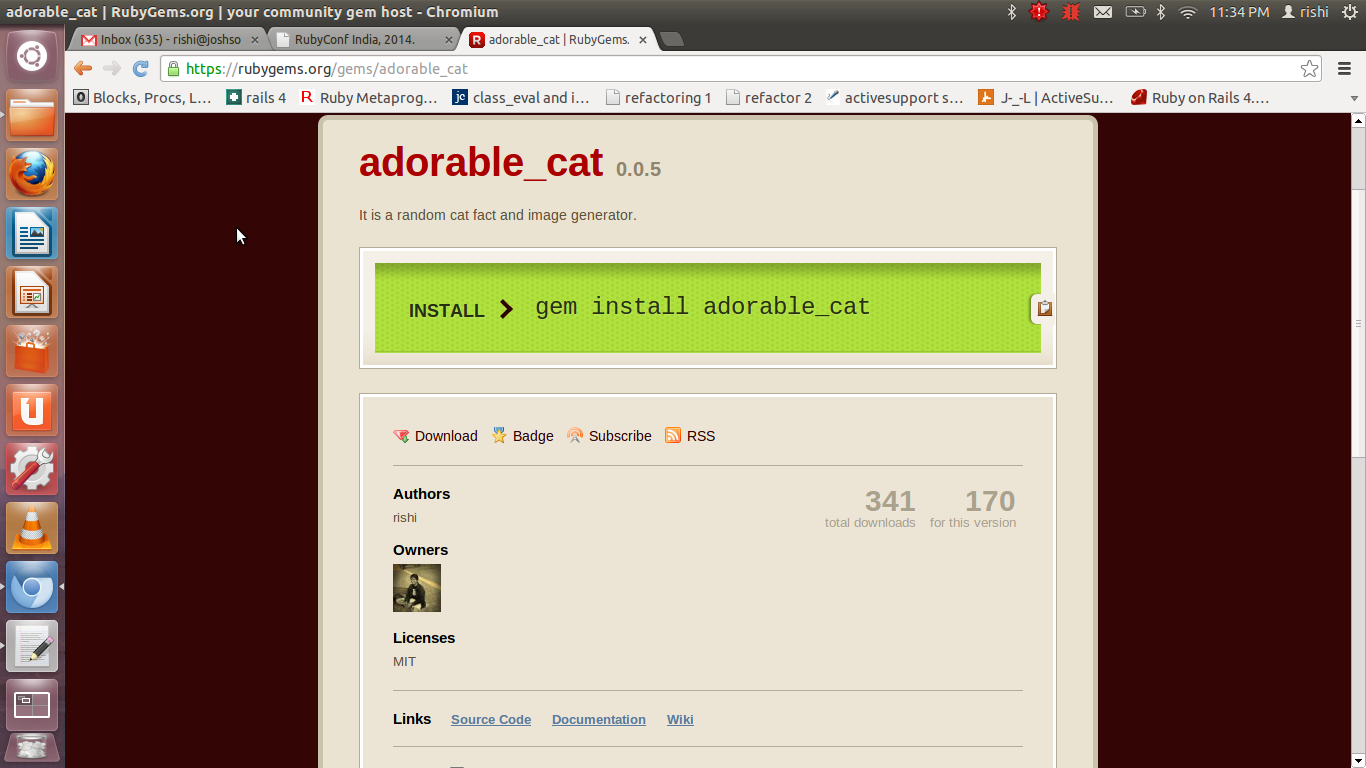 adorable_cat | RubyGems.org | your community gem host - Chromium
11:34 PM rishi
Inbox (635) - rishi@joshso
RubyConf India, 2014.
adorable_cat | RubyGems.
https://rubygems.org/gems/adorable_cat
Blocks, Procs, L… rails 4 Ruby Metaprog… class_eval and i… refactoring 1 refactor 2 activesupport s… J-_-L | ActiveSu… Ruby on Rails 4.…
adorable_cat 0.0.5
It is a random cat fact and image generator.
INSTALL gem install adorable_cat
Download Badge Subscribe RSS
Authors
rishi
341 170
total downloads for this version
Owners
Licenses
MIT
Links Source Code Documentation Wiki